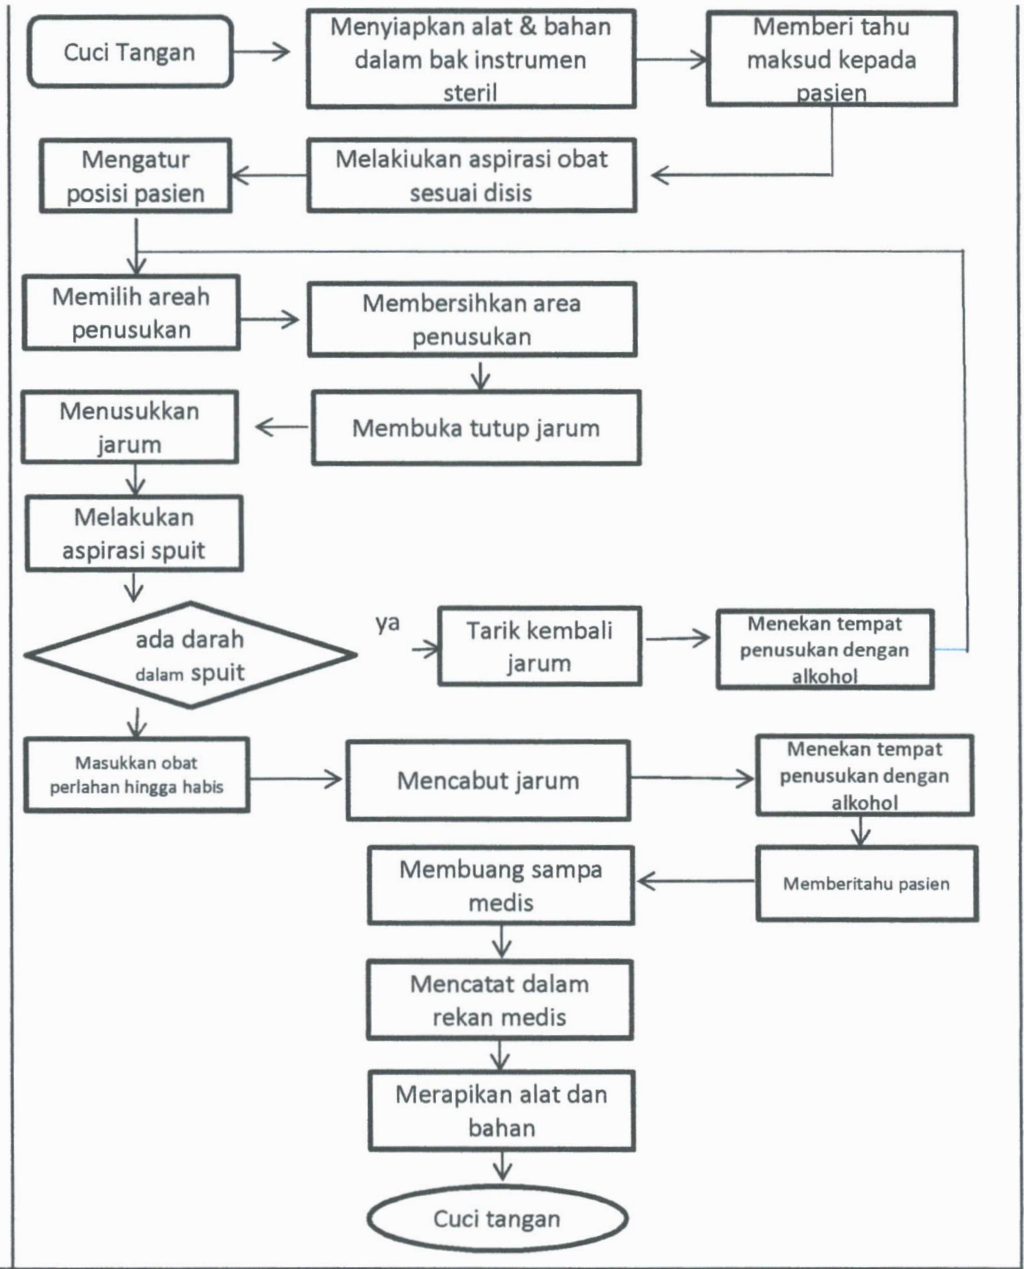 Cuci Tangan
Menyiapkan alat & bahan
dalam bak instrumen
steril
Memberi tahu
maksud kepada
pasien
Melakiukan aspirasi obat
sesuai disis
Mengatur
posisi pasien
Memilih areah
penusukan
Membersihkan area
penusukan
Membuka tutup jarum
Menusukkan
jarum
Melakukan
aspirasi spuit
ada darah
dalam spuit
ya
Tarik kembali
jarum
Menekan tempat
penusukan dengan
alkohol
Masukkan obat
perlahan hingga habis
Mencabut jarum
Menekan tempat
penusukan dengan
alkohol
Memberitahu pasien
Membuang sampa
medis
Mencatat dalam
rekan medis
Merapikan alat dan
bahan
Cuci tangan